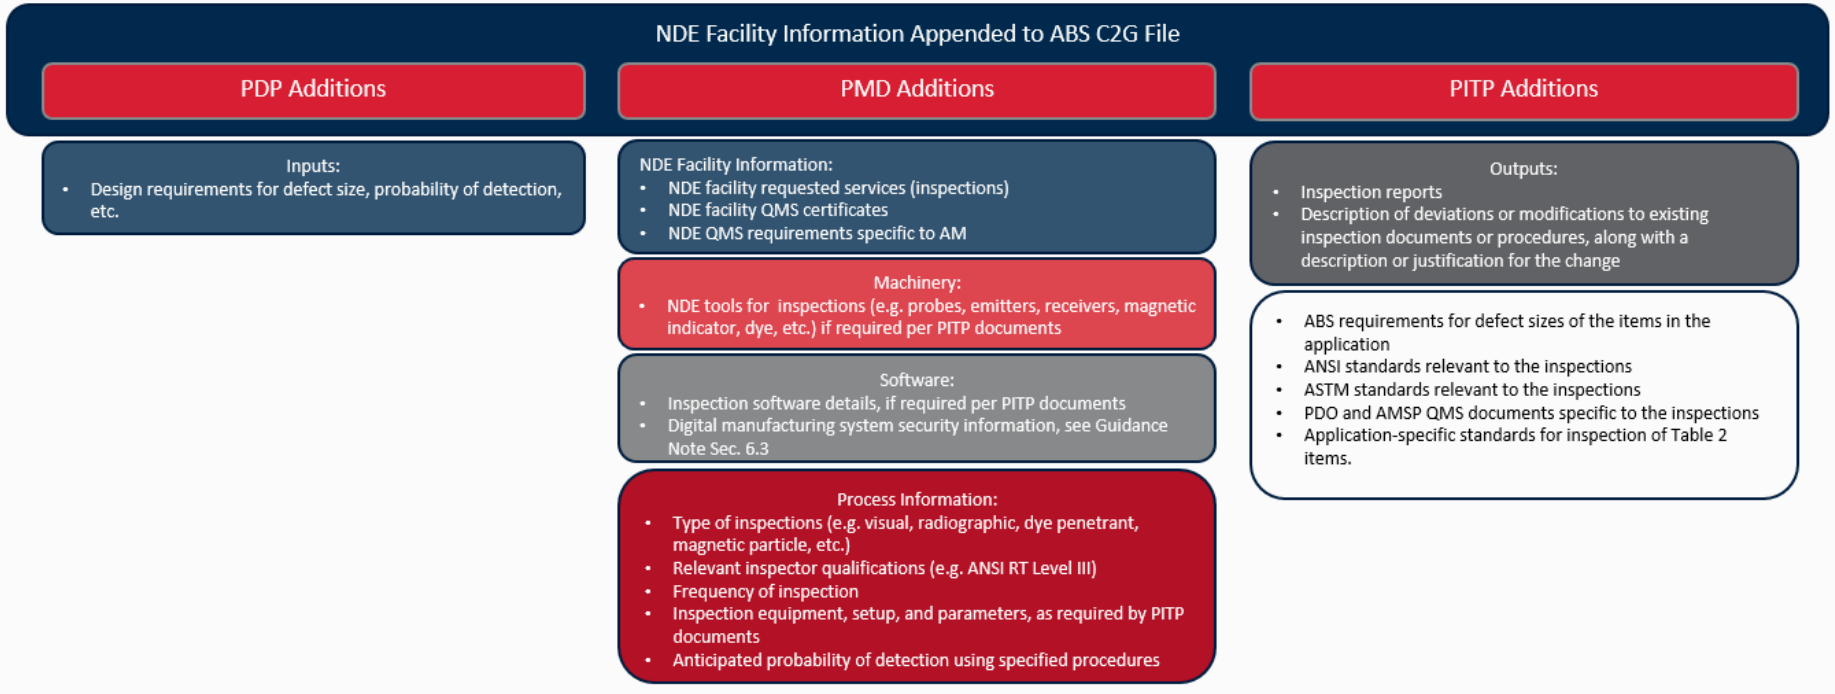 NDE Facility Information Appended to ABS C2G File
PDP Additions
PMD Additions
PITP Additions
Inputs:
• Design requirements for defect size, probability of detection,
etc.
NDE Facility Information:
• NDE facility requested services (inspections)
• NDE facility QMS certificates
• NDE QMS requirements specific to AM
Machinery:
• NDE tools for inspections (e.g. probes, emitters, receivers, magnetic
indicator, dye, etc.) if required per PITP documents
Software:
• Inspection software details, if required per PITP documents
• Digital manufacturing system security information, see Guidance
Note Sec. 6.3
Process Information:
• Type of inspections (e.g. visual, radiographic, dye penetrant,
magnetic particle, etc.)
• Relevant inspector qualifications (e.g. ANSI RT Level III)
• Frequency of inspection
• Inspection equipment, setup, and parameters, as required by PITP
documents
• Anticipated probability of detection using specified procedures
Outputs:
• Inspection reports
• Description of deviations or modifications to existing
inspection documents or procedures, along with a
description or justification for the change
• ABS requirements for defect sizes of the items in the
application
• ANSI standards relevant to the inspections
• ASTM standards relevant to the inspections
• PDO and AMSP QMS documents specific to the inspections
• Application-specific standards for inspection of Table 2
items.